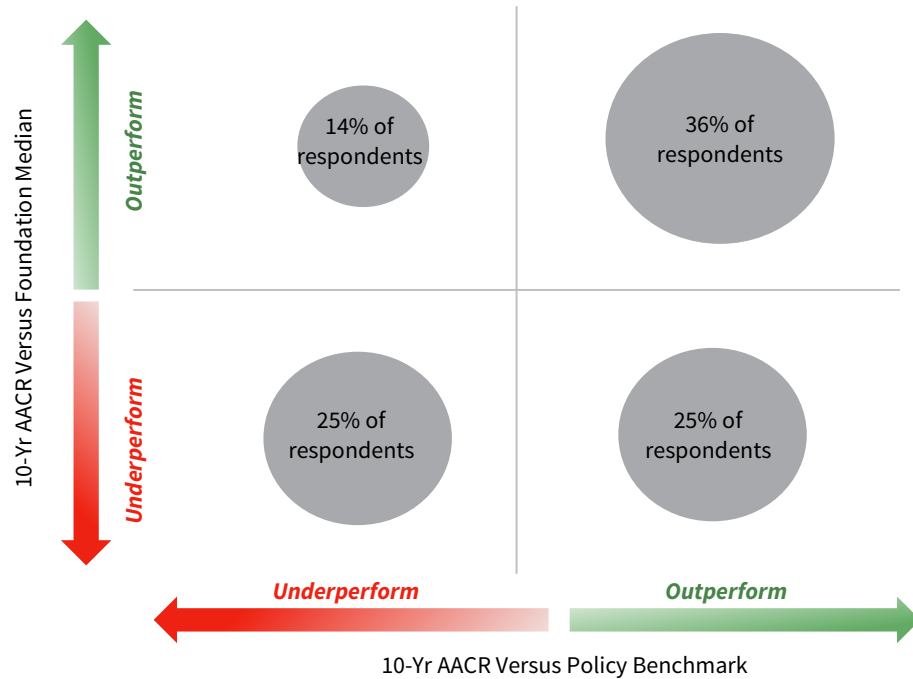 10-Yr AACR Versus Foundation Median
Outperform
Underperform
14% of
respondents
36% of
respondents
25% of
respondents
25% of
respondents
Underperform
Outperform
10-Yr AACR Versus Policy Benchmark